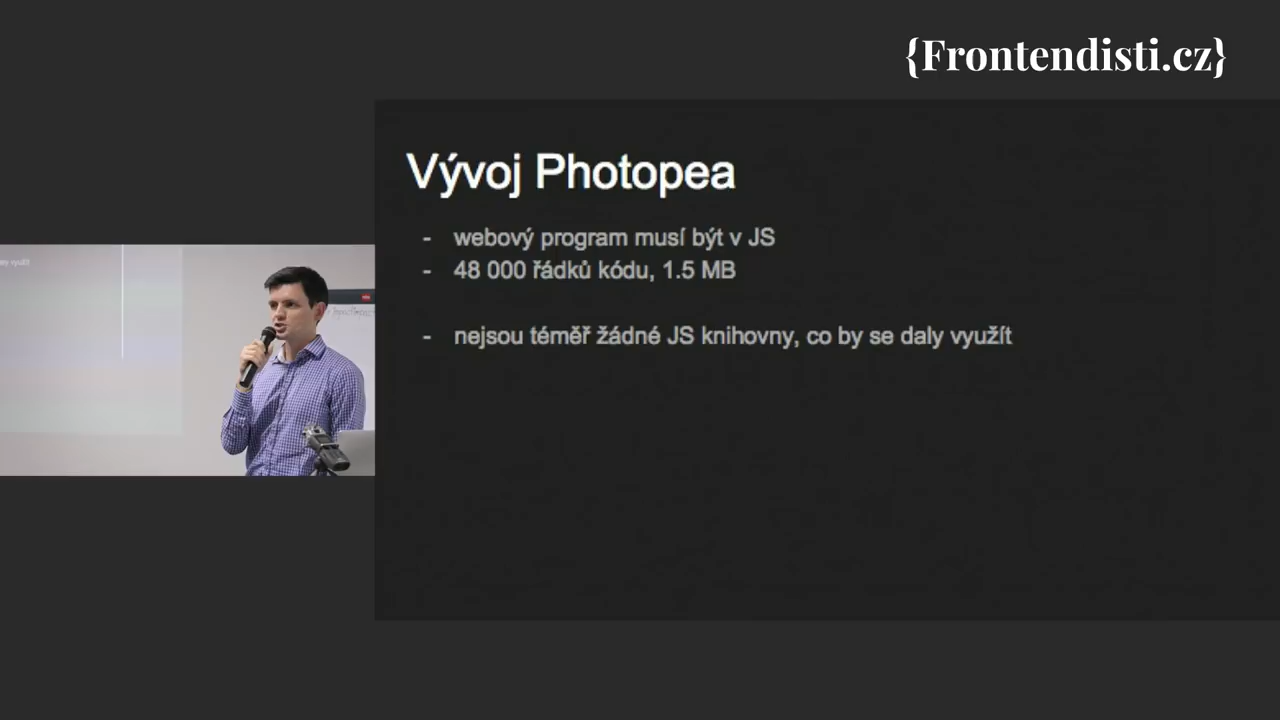 {Frontendisti.cz}
Vývoj Photopea
- webový program musí být v JS
- 48 000 řádků kódu, 1.5 MB
- nejsou téměř žádné JS knihovny, co by se daly využít